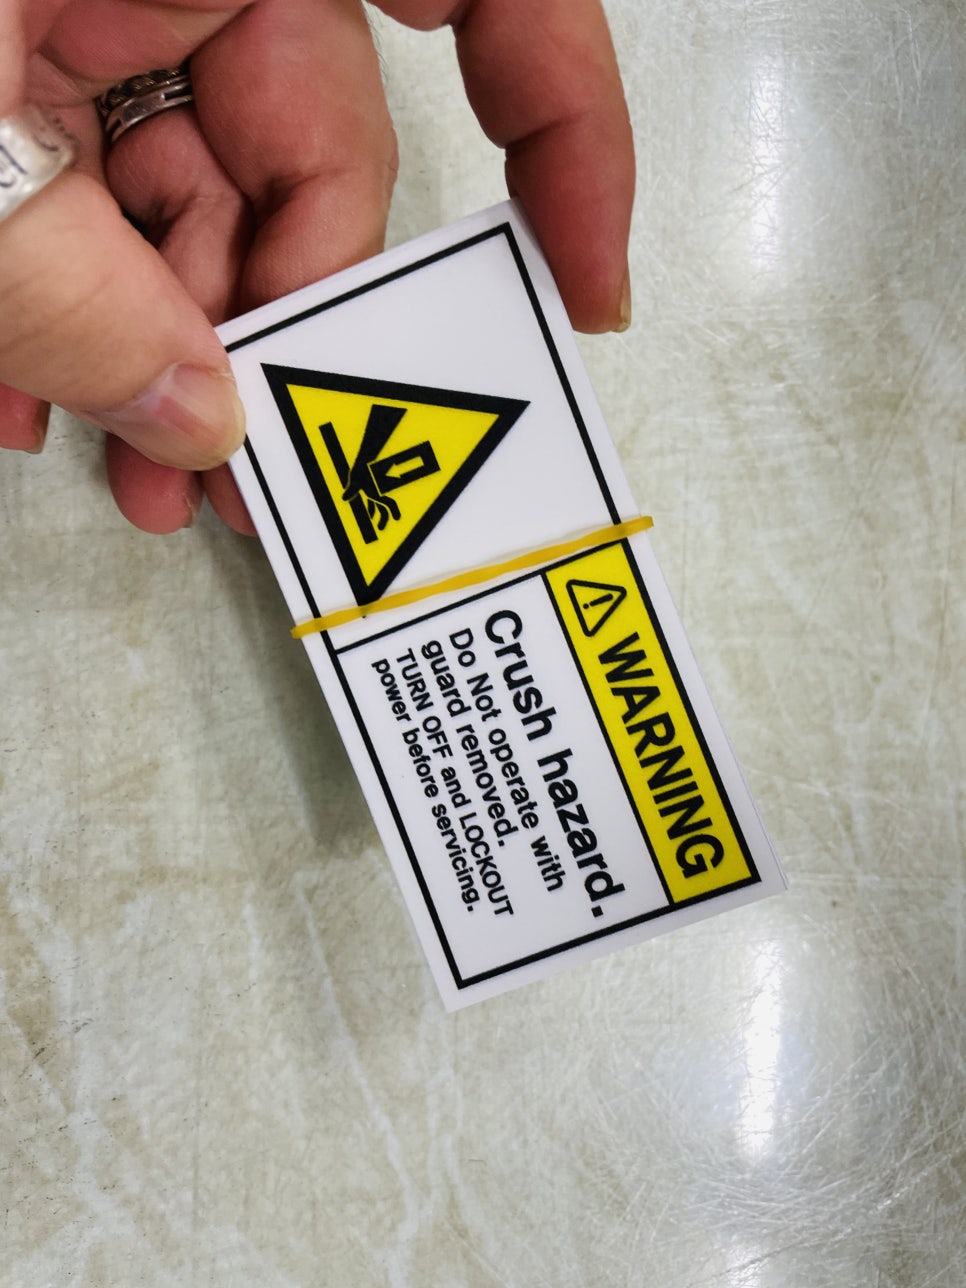 WARNING
Crush hazard.
Do Not operate with
guard removed.
TURN OFF and LOCKOUT
power before servicing.